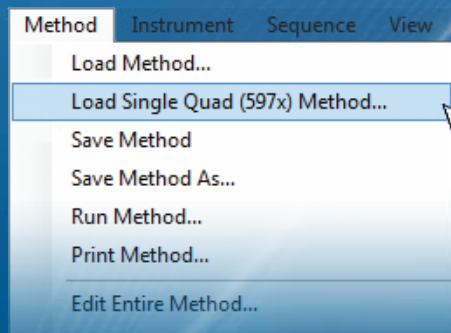 Method Instrument Sequence View
Load Method...
Load Single Quad (597x) Method...
Save Method
Save Method As...
Run Method...
Print Method...
Edit Entire Method...